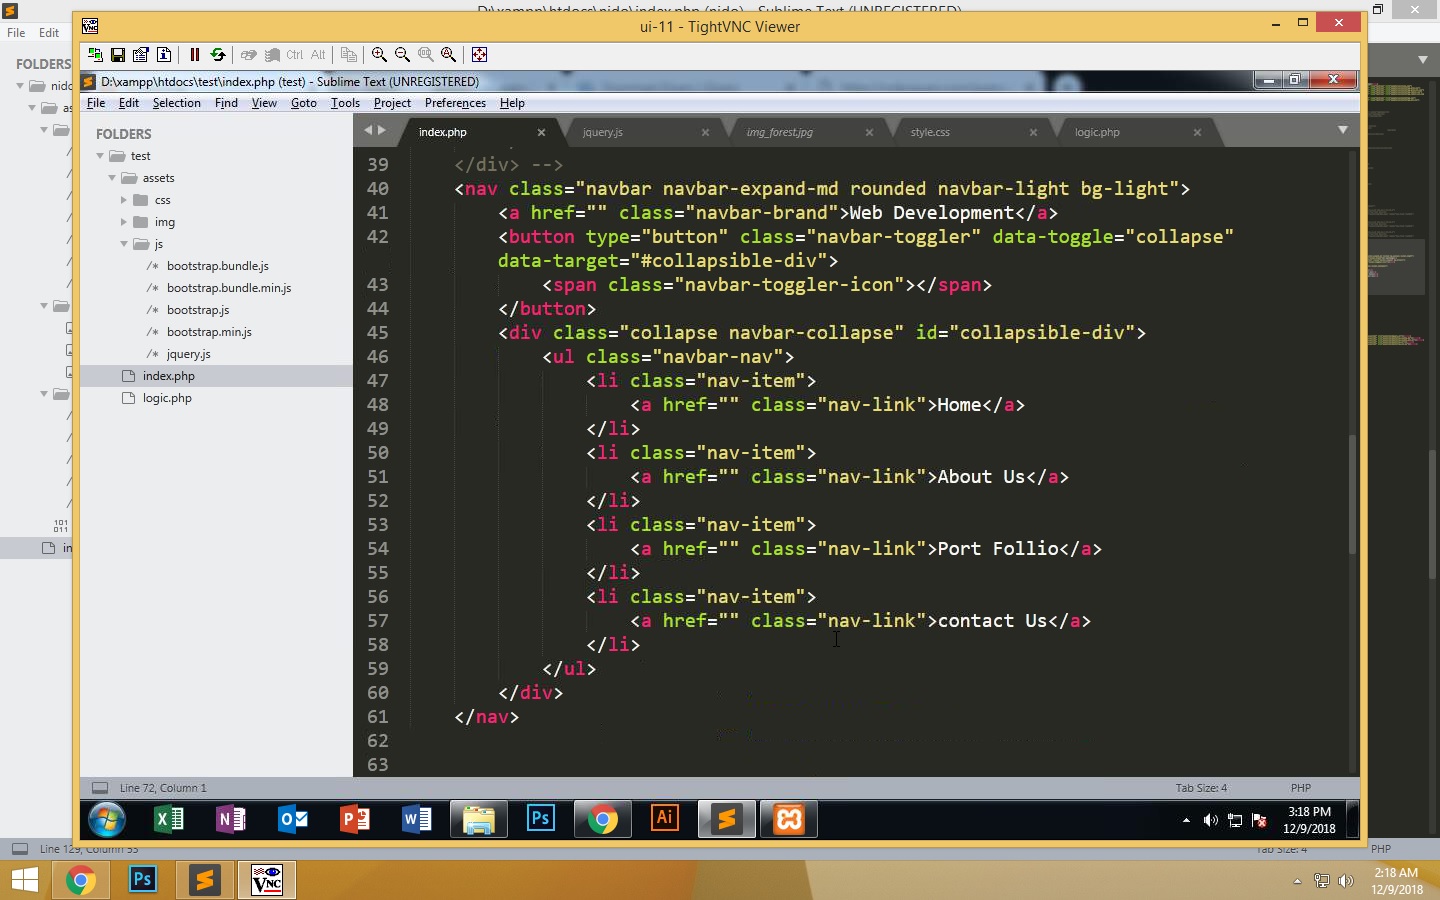 D:\xampp\htdocs\nido\index.php (nido) - Sublime Text (UNREGISTERED)
ui-11 - TightVNC Viewer
File Edit
Ctrl Alt
FOLDERS
nido
as
in
D:\xampp\htdocs\test\index.php (test) - Sublime Text (UNREGISTERED)
File Edit Selection Find View Goto Tools Project Preferences Help
FOLDERS
test
assets
css
img
js
/* bootstrap.bundle.js
/* bootstrap.bundle.min.js
/* bootstrap.js
/* bootstrap.min.js
/* jquery.js
index.php
logic.php
index.php jquery.js img_forest.jpg style.css logic.php
39 </div> -->
40 <nav class="navbar navbar-expand-md rounded navbar-light bg-light">
41 <a href="" class="navbar-brand">Web Development</a>
42 <button type="button" class="navbar-toggler" data-toggle="collapse"
data-target="#collapsible-div">
43 <span class="navbar-toggler-icon"></span>
44 </button>
45 <div class="collapse navbar-collapse" id="collapsible-div">
46 <ul class="navbar-nav">
47 <li class="nav-item">
48 <a href="" class="nav-link">Home</a>
49 </li>
50 <li class="nav-item">
51 <a href="" class="nav-link">About Us</a>
52 </li>
53 <li class="nav-item">
54 <a href="" class="nav-link">Port Follio</a>
55 </li>
56 <li class="nav-item">
57 <a href="" class="nav-link">contact Us</a>
58 </li>
59 </ul>
60 </div>
61 </nav>
62
63
Line 72, Column 1 Tab Size: 4 PHP
3:18 PM
12/9/2018
Line 129, Column 53 Tab Size: 4 PHP
2:18 AM
12/9/2018